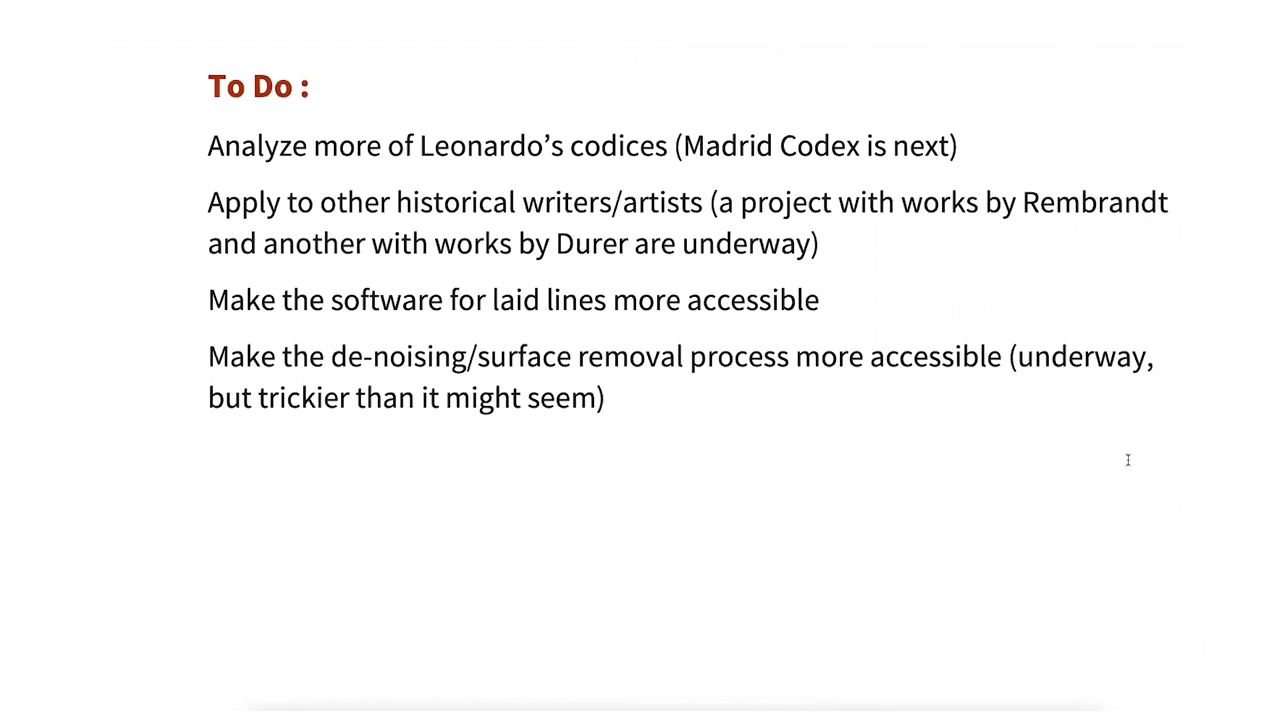 To Do :
Analyze more of Leonardo’s codices (Madrid Codex is next)
Apply to other historical writers/artists (a project with works by Rembrandt
and another with works by Durer are underway)
Make the software for laid lines more accessible
Make the de-noising/surface removal process more accessible (underway,
but trickier than it might seem)